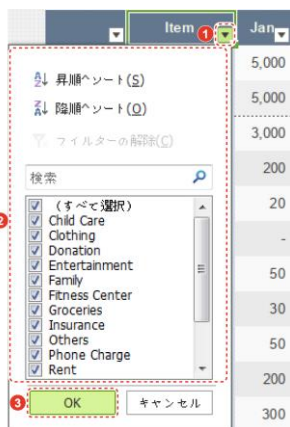 Item 1 Jan
5,000
昇順へソート(S)
5,000
降順へソート(O)
3,000
フィルターの解除(C)
200
検索
20
2
(すべて選択)
Child Care
-
Clothing
Donation
50
Entertainment
Family
30
Fitness Center
Groceries
50
Insurance
Others
200
Phone Charge
Rent
3 OK キャンセル
300